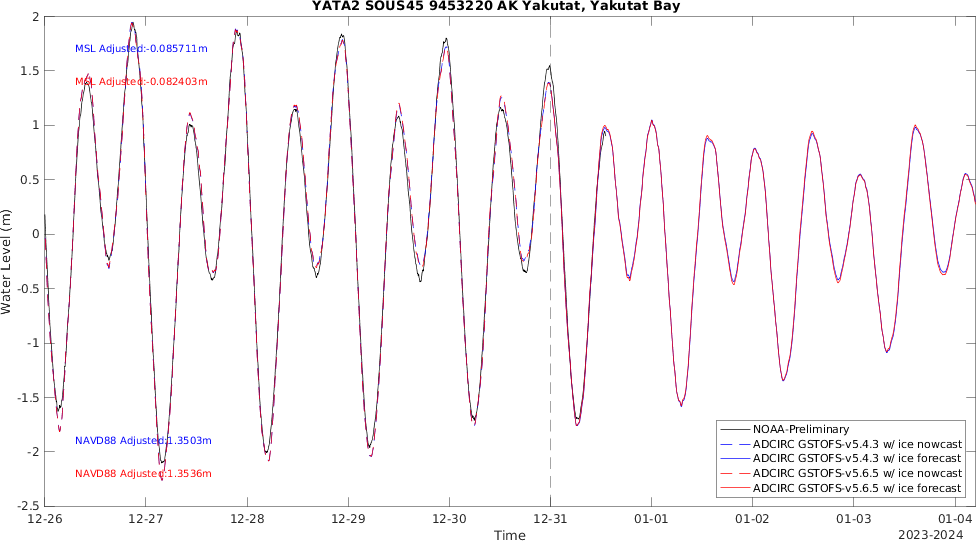 YATA2 SOUS45 9453220 AK Yakutat, Yakutat Bay
Water Level (m)
2
1.5
1
0.5
0
-0.5
-1
-1.5
-2
-2.5
MSL Adjusted:-0.085711m
MSL Adjusted:-0.082403m
NAVD88 Adjusted:1.3503m
NAVD88 Adjusted:1.3536m
NOAA-Preliminary
ADCIRC GSTOFS-v5.4.3 w/ ice nowcast
ADCIRC GSTOFS-v5.4.3 w/ ice forecast
ADCIRC GSTOFS-v5.6.5 w/ ice nowcast
ADCIRC GSTOFS-v5.6.5 w/ ice forecast
12-26 12-27 12-28 12-29 12-30 12-31 01-01 01-02 01-03 01-04
Time
2023-2024